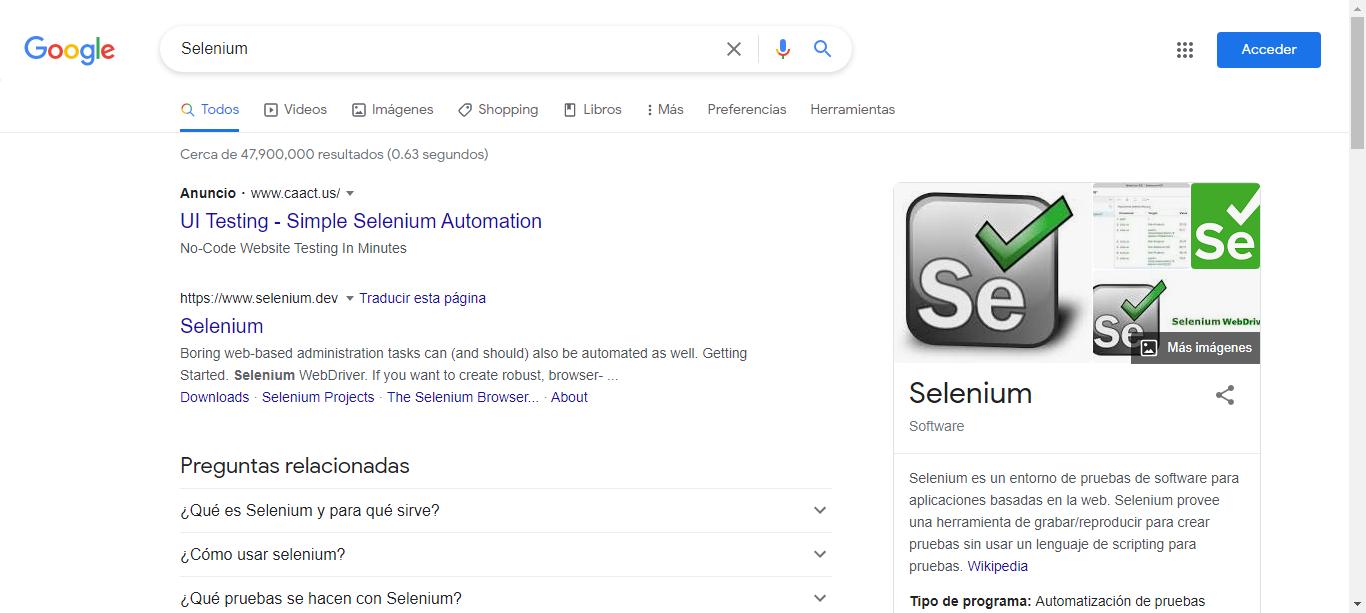 Google
Selenium
Acceder
Todos
Videos
Imágenes
Shopping
Libros
Más
Preferencias
Herramientas
Cerca de 47,900,000 resultados (0.63 segundos)
Anuncio · www.caact.us/
UI Testing - Simple Selenium Automation
No-Code Website Testing In Minutes
https://www.selenium.dev Traducir esta página
Selenium
Boring web-based administration tasks can (and should) also be automated as well. Getting
Started. Selenium WebDriver. If you want to create robust, browser- ...
Downloads · Selenium Projects · The Selenium Browser... · About
Preguntas relacionadas
¿Qué es Selenium y para qué sirve?
¿Cómo usar selenium?
¿Qué pruebas se hacen con Selenium?
Se
Se
Se
Selenium WebDriv
Más imágenes
Selenium
Software
Selenium es un entorno de pruebas de software para
aplicaciones basadas en la web. Selenium provee
una herramienta de grabar/reproducir para crear
pruebas sin usar un lenguaje de scripting para
pruebas. Wikipedia
Tipo de programa: Automatización de pruebas